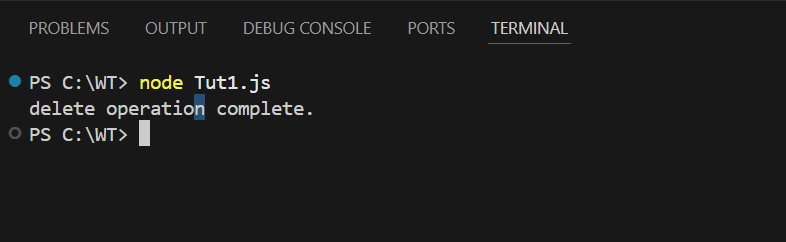 PROBLEMS OUTPUT DEBUG CONSOLE PORTS TERMINAL
PS C:\WT> node Tut1.js
delete operation complete.
PS C:\WT>